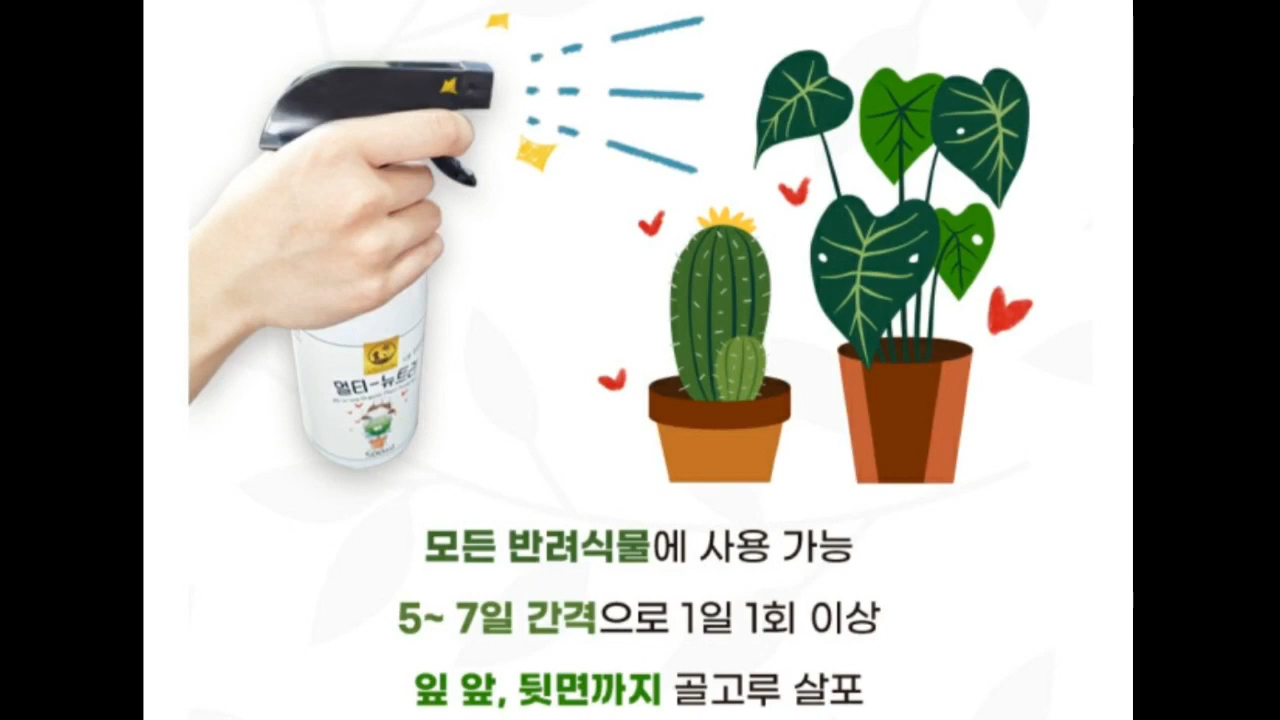 멀티-뉴트리
500ml
모든 반려식물에 사용 가능
5~ 7일 간격으로 1일 1회 이상
잎 앞, 뒷면까지 골고루 살포